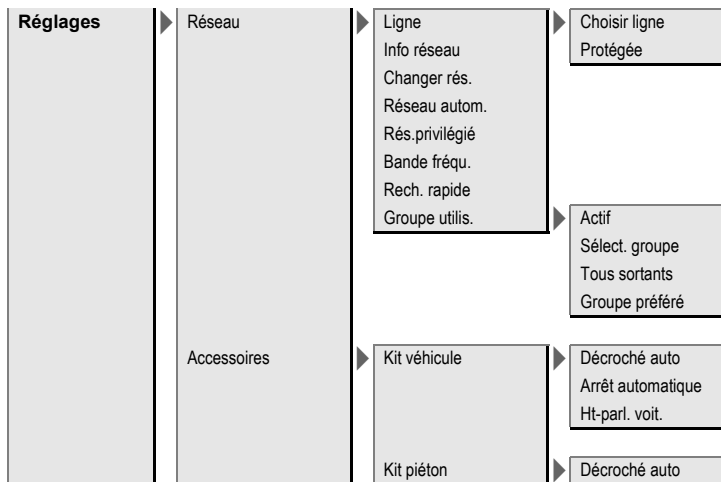 Réglages Réseau Ligne Choisir ligne
Info réseau Protégée
Changer rés.
Réseau autom.
Rés.privilégié
Bande fréqu.
Rech. rapide
Groupe utilis. Actif
Sélect. groupe
Tous sortants
Groupe préféré
Accessoires Kit véhicule Décroché auto
Arrêt automatique
Ht-parl. voit.
Kit piéton Décroché auto